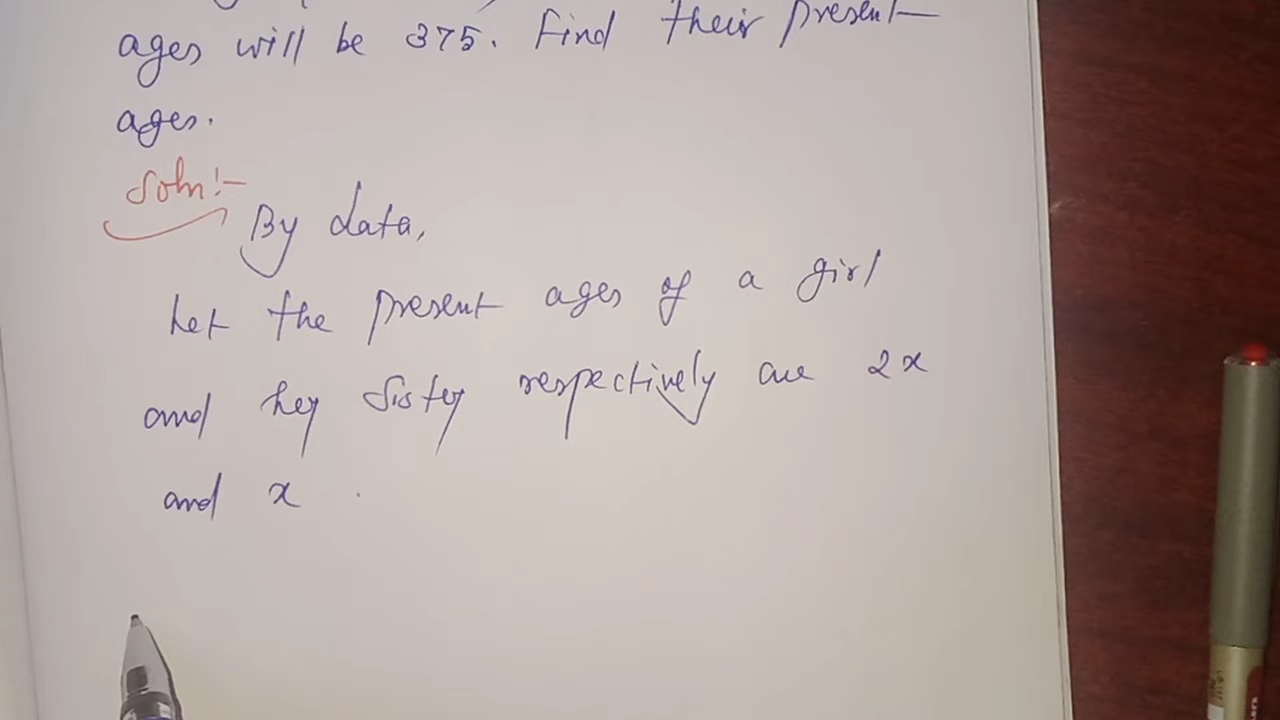 ages will be 375. Find their present
ages.
Soln:-
By data,
Let the present ages of a girl
and her sister respectively are 2x
and x